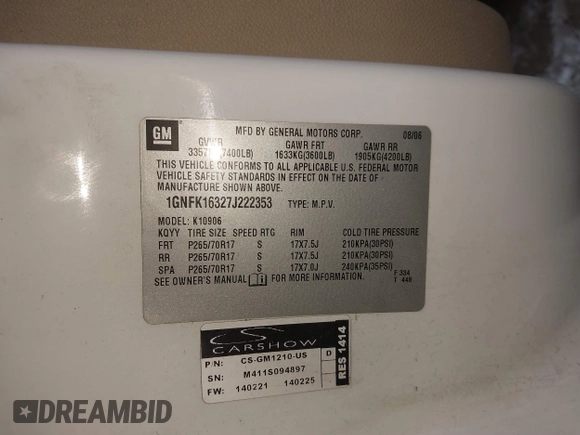 GM
MFD BY GENERAL MOTORS CORP. 08/06
GVWR GAWR FRT GAWR RR
3357 7400LB) 1633KG(3600LB) 1905KG(4200LB)
THIS VEHICLE CONFORMS TO ALL APPLICABLE U.S. FEDERAL MOTOR
VEHICLE SAFETY STANDARDS IN EFFECT ON THE DATE OF
MANUFACTURE SHOWN ABOVE.
1GNFK16327J222353 TYPE: M.P.V.
MODEL: K10906
KQYY TIRE SIZE SPEED RTG RIM COLD TIRE PRESSURE
FRT P265/70R17 S 17X7.5J 210KPA(30PSI)
RR P265/70R17 S 17X7.5J 210KPA(30PSI)
SPA P265/70R17 S 17X7.0J 240KPA(35PSI)
SEE OWNER'S MANUAL FOR MORE INFORMATION.
F 334
T 448
CS
CARSHOW
P/N: CS-GM1210-US D
SN: M411S094897
FW: 140221 140225
RES 1414
DREAMBID